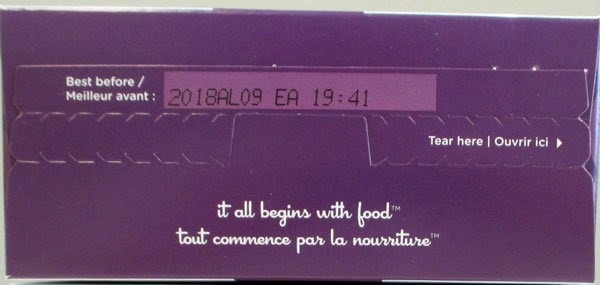 Best before /
Meilleur avant : 2018AL09 EA 19:41
Tear here | Ouvrir ici
it all begins with food™
tout commence par la nourriture™